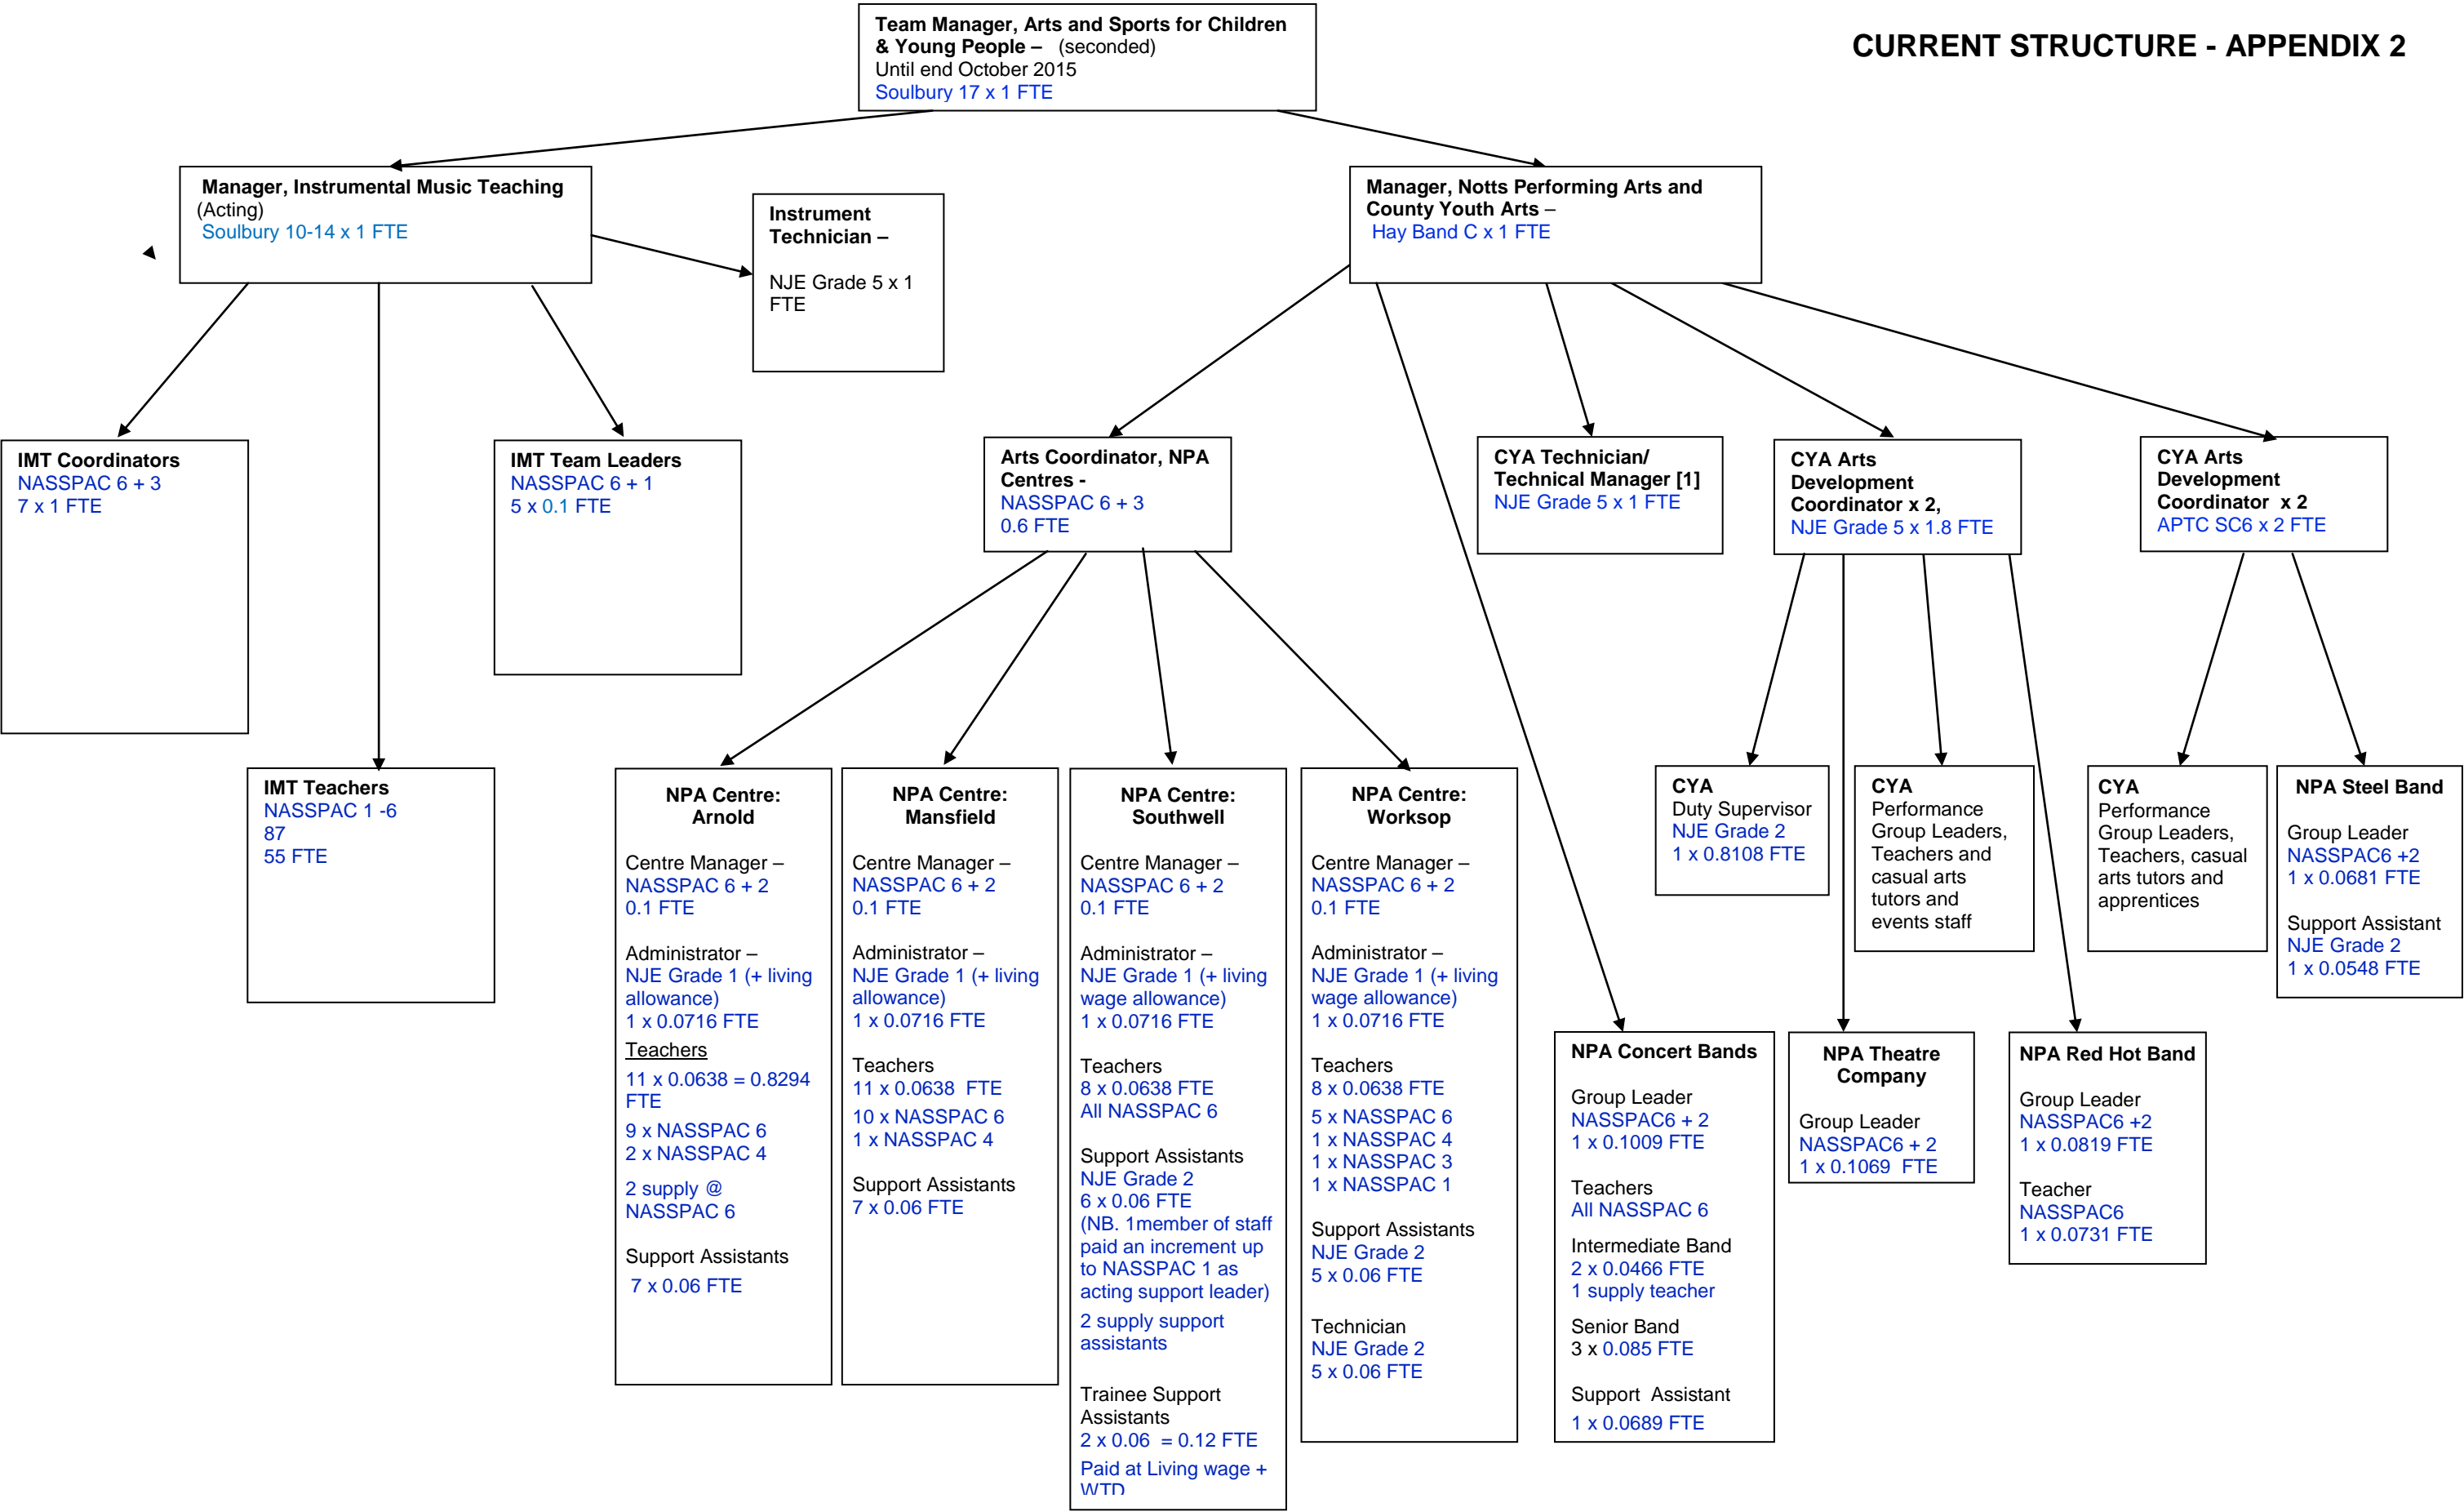 CURRENT STRUCTURE - APPENDIX 2
Team Manager, Arts and Sports for Children
& Young People – (seconded)
Until end October 2015
Soulbury 17 x 1 FTE
Manager, Instrumental Music Teaching
(Acting)
Soulbury 10-14 x 1 FTE
Instrument
Technician –
NJE Grade 5 x 1
FTE
Manager, Notts Performing Arts and
County Youth Arts –
Hay Band C x 1 FTE
IMT Coordinators
NASSPAC 6 + 3
7 x 1 FTE
IMT Team Leaders
NASSPAC 6 + 1
5 x 0.1 FTE
Arts Coordinator, NPA
Centres -
NASSPAC 6 + 3
0.6 FTE
CYA Technician/
Technical Manager [1]
NJE Grade 5 x 1 FTE
CYA Arts
Development
Coordinator x 2,
NJE Grade 5 x 1.8 FTE
CYA Arts
Development
Coordinator x 2
APTC SC6 x 2 FTE
IMT Teachers
NASSPAC 1 -6
87
55 FTE
NPA Centre:
Arnold
Centre Manager –
NASSPAC 6 + 2
0.1 FTE
Administrator –
NJE Grade 1 (+ living
allowance)
1 x 0.0716 FTE
Teachers
11 x 0.0638 = 0.8294
FTE
9 x NASSPAC 6
2 x NASSPAC 4
2 supply @
NASSPAC 6
Support Assistants
7 x 0.06 FTE
NPA Centre:
Mansfield
Centre Manager –
NASSPAC 6 + 2
0.1 FTE
Administrator –
NJE Grade 1 (+ living
allowance)
1 x 0.0716 FTE
Teachers
11 x 0.0638 FTE
10 x NASSPAC 6
1 x NASSPAC 4
Support Assistants
7 x 0.06 FTE
NPA Centre:
Southwell
Centre Manager –
NASSPAC 6 + 2
0.1 FTE
Administrator –
NJE Grade 1 (+ living
wage allowance)
1 x 0.0716 FTE
Teachers
8 x 0.0638 FTE
All NASSPAC 6
Support Assistants
NJE Grade 2
6 x 0.06 FTE
(NB. 1member of staff
paid an increment up
to NASSPAC 1 as
acting support leader)
2 supply support
assistants
Trainee Support
Assistants
2 x 0.06 = 0.12 FTE
Paid at Living wage +
WTD
NPA Centre:
Worksop
Centre Manager –
NASSPAC 6 + 2
0.1 FTE
Administrator –
NJE Grade 1 (+ living
wage allowance)
1 x 0.0716 FTE
Teachers
8 x 0.0638 FTE
5 x NASSPAC 6
1 x NASSPAC 4
1 x NASSPAC 3
1 x NASSPAC 1
Support Assistants
NJE Grade 2
5 x 0.06 FTE
Technician
NJE Grade 2
5 x 0.06 FTE
NPA Concert Bands
Group Leader
NASSPAC6 + 2
1 x 0.1009 FTE
Teachers
All NASSPAC 6
Intermediate Band
2 x 0.0466 FTE
1 supply teacher
Senior Band
3 x 0.085 FTE
Support Assistant
1 x 0.0689 FTE
CYA
Duty Supervisor
NJE Grade 2
1 x 0.8108 FTE
NPA Theatre
Company
Group Leader
NASSPAC6 + 2
1 x 0.1069 FTE
CYA
Performance
Group Leaders,
Teachers and
casual arts
tutors and
events staff
NPA Red Hot Band
Group Leader
NASSPAC6 +2
1 x 0.0819 FTE
Teacher
NASSPAC6
1 x 0.0731 FTE
CYA
Performance
Group Leaders,
Teachers, casual
arts tutors and
apprentices
NPA Steel Band
Group Leader
NASSPAC6 +2
1 x 0.0681 FTE
Support Assistant
NJE Grade 2
1 x 0.0548 FTE